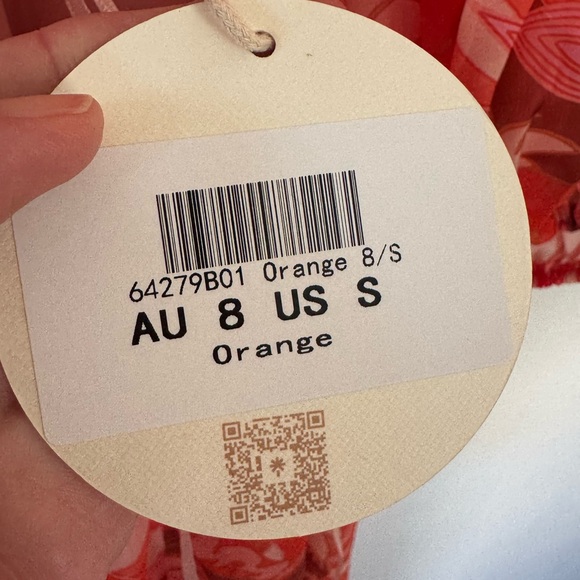 64279B01 Orange 8/S
AU 8 US S
Orange